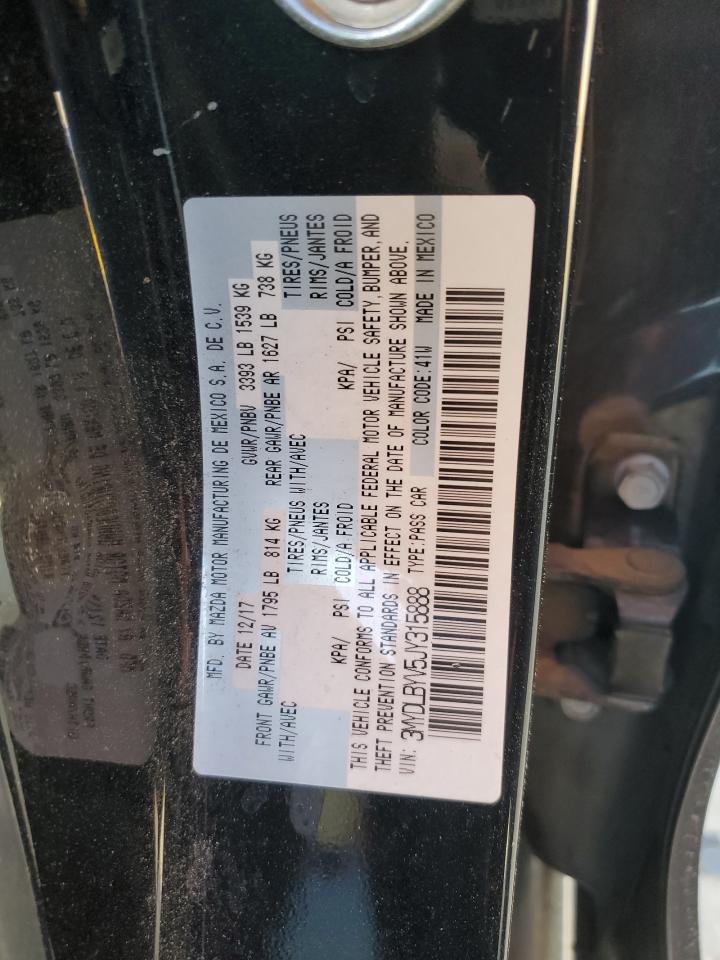 MFD. BY MAZDA MOTOR MANUFACTURING DE MEXICO S.A. DE C.V.
DATE 12/17 GVWR/PNBV 3393 LB 1539 KG
FRONT GAWR/PNBE AV 1795 LB 814 KG REAR GAWR/PNBE AR 1627 LB 738 KG
WITH/AVEC TIRES/PNEUS WITH/AVEC TIRES/PNEUS
RIMS/JANTES RIMS/JANTES
KPA/ PSI COLD/A FROID KPA/ PSI COLD/A FROID
THIS VEHICLE CONFORMS TO ALL APPLICABLE FEDERAL MOTOR VEHICLE SAFETY, BUMPER, AND
THEFT PREVENTION STANDARDS IN EFFECT ON THE DATE OF MANUFACTURE SHOWN ABOVE.
VIN: 3MYDLBYV5JY315888 TYPE:PASS CAR COLOR CODE:41W MADE IN MEXICO